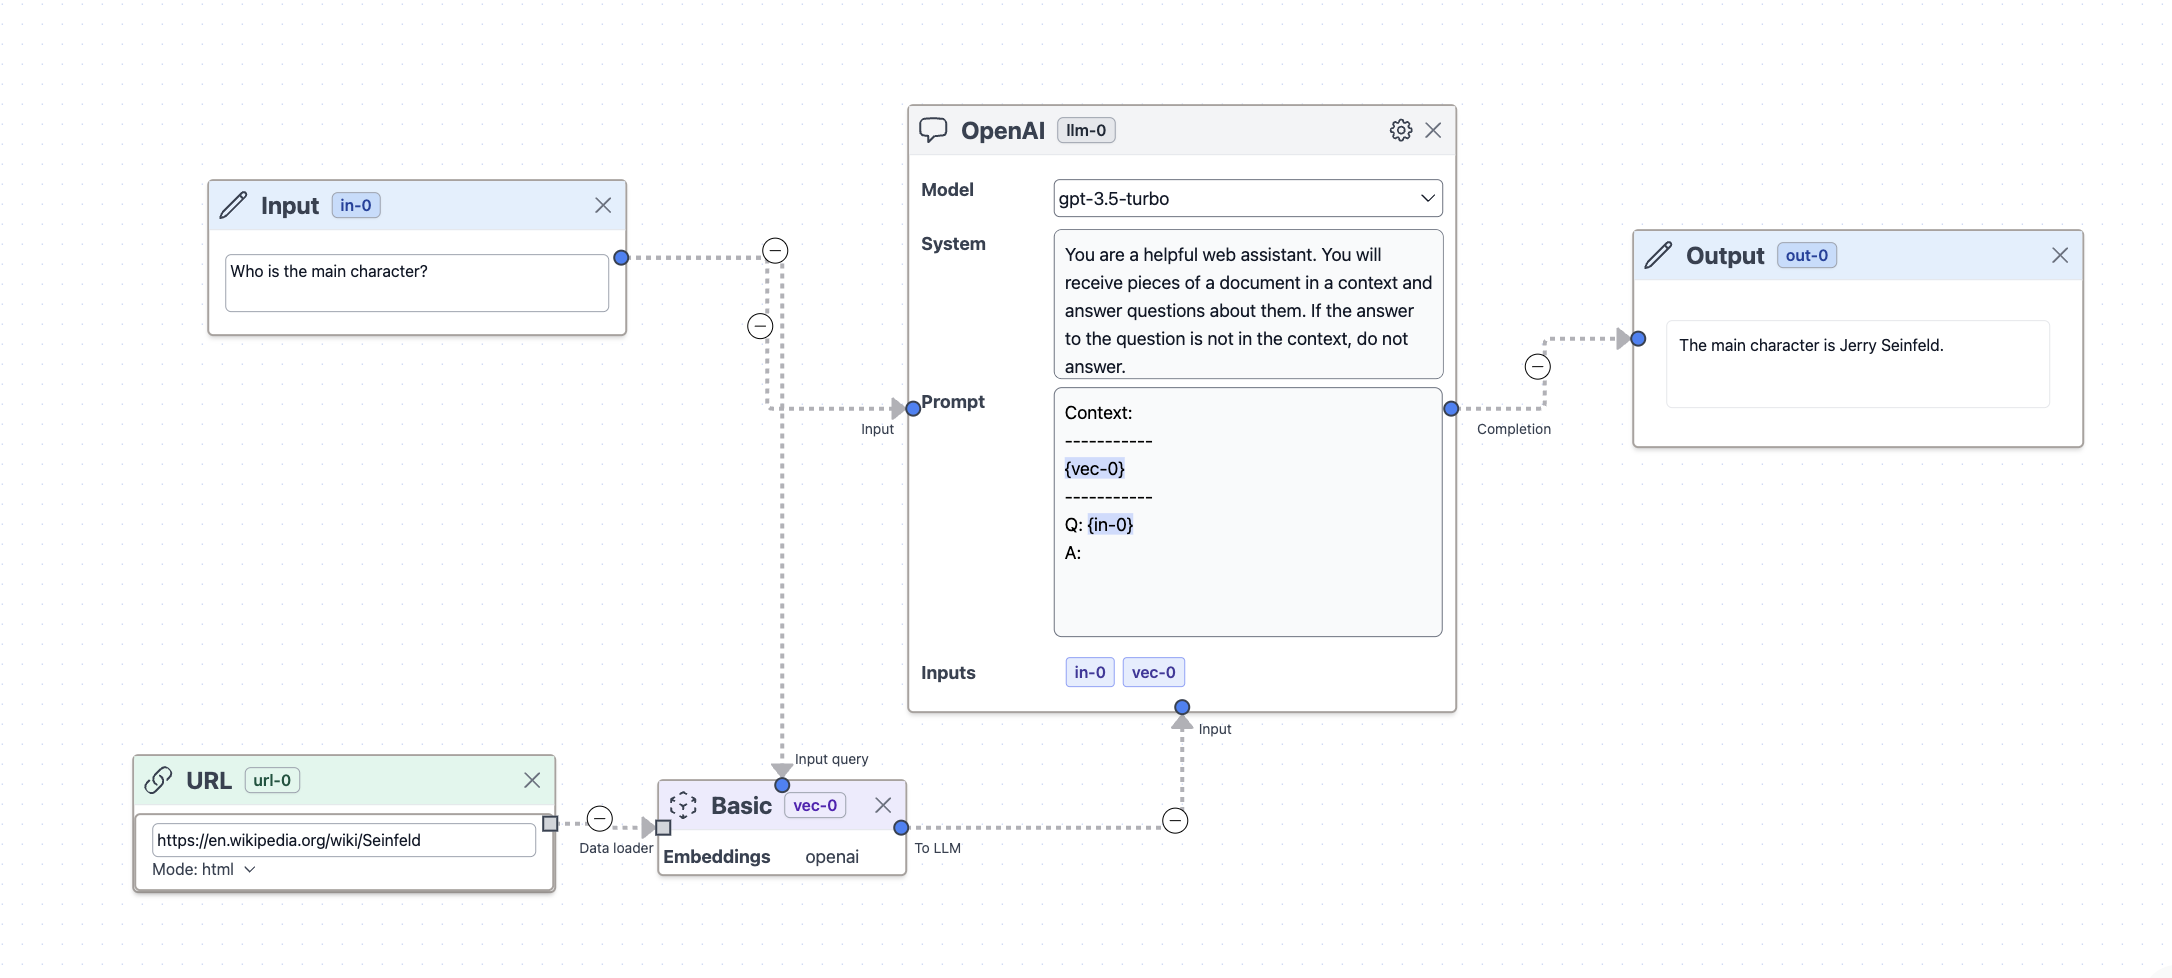 Input in-0
Who is the main character?
OpenAI llm-0
Model
gpt-3.5-turbo
System
You are a helpful web assistant. You will
receive pieces of a document in a context and
answer questions about them. If the answer
to the question is not in the context, do not
answer.
Input
Prompt
Context:
-----------
{vec-0}
-----------
Q: {in-0}
A:
Inputs
in-0 vec-0
Completion
Output out-0
The main character is Jerry Seinfeld.
Input
URL url-0
https://en.wikipedia.org/wiki/Seinfeld
Mode: html
Data loader
Input query
Basic vec-0
Embeddings openai
To LLM